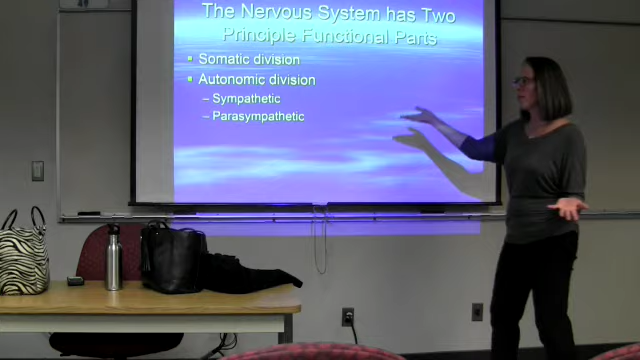 The Nervous System has Two
Principle Functional Parts
Somatic division
Autonomic division
– Sympathetic
– Parasympathetic